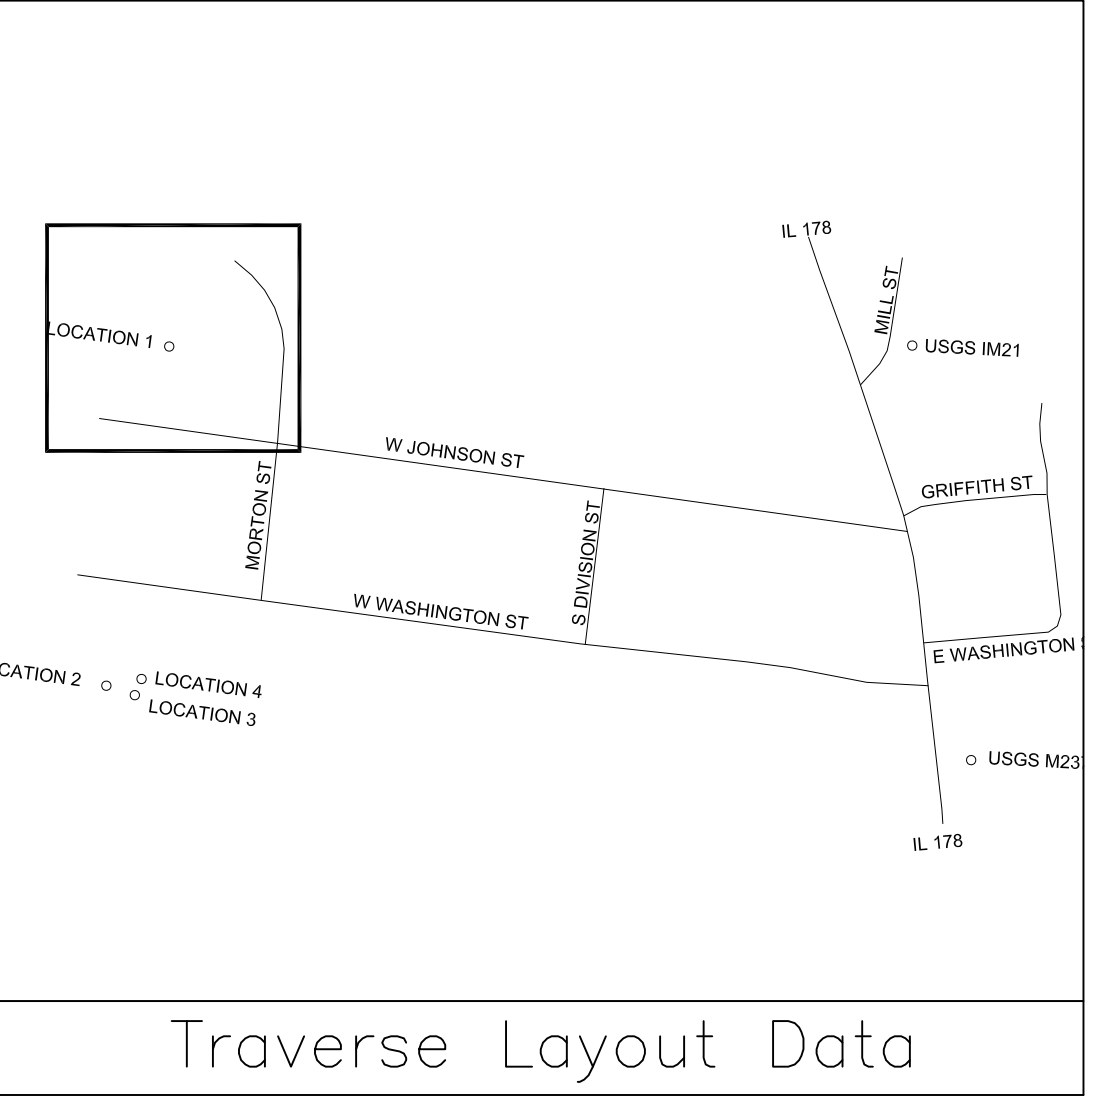 IL 178
MILL ST
LOCATION 1
USGS IM21
W JOHNSON ST
MORTON ST
GRIFFITH ST
S DIVISION ST
W WASHINGTON ST
E WASHINGTON
CATION 2
LOCATION 4
LOCATION 3
USGS M23
IL 178
Traverse Layout Data